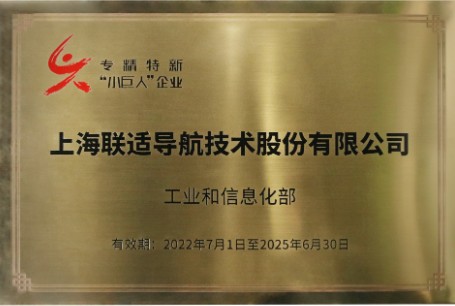 专精特新
“小巨人”企业
上海联适导航技术股份有限公司
工业和信息化部
有效期：2022年7月1日至2025年6月30日